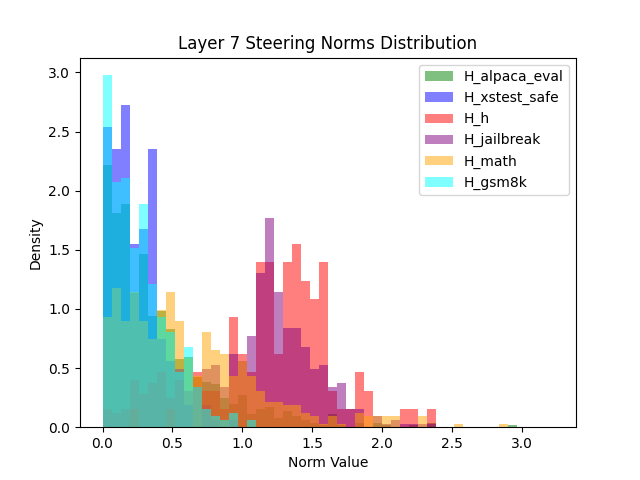 Layer 7 Steering Norms Distribution
3.0
2.5
2.0
1.5
1.0
0.5
0.0
Density
H_alpaca_eval
H_xstest_safe
H_h
H_jailbreak
H_math
H_gsm8k
0.0 0.5 1.0 1.5 2.0 2.5 3.0
Norm Value